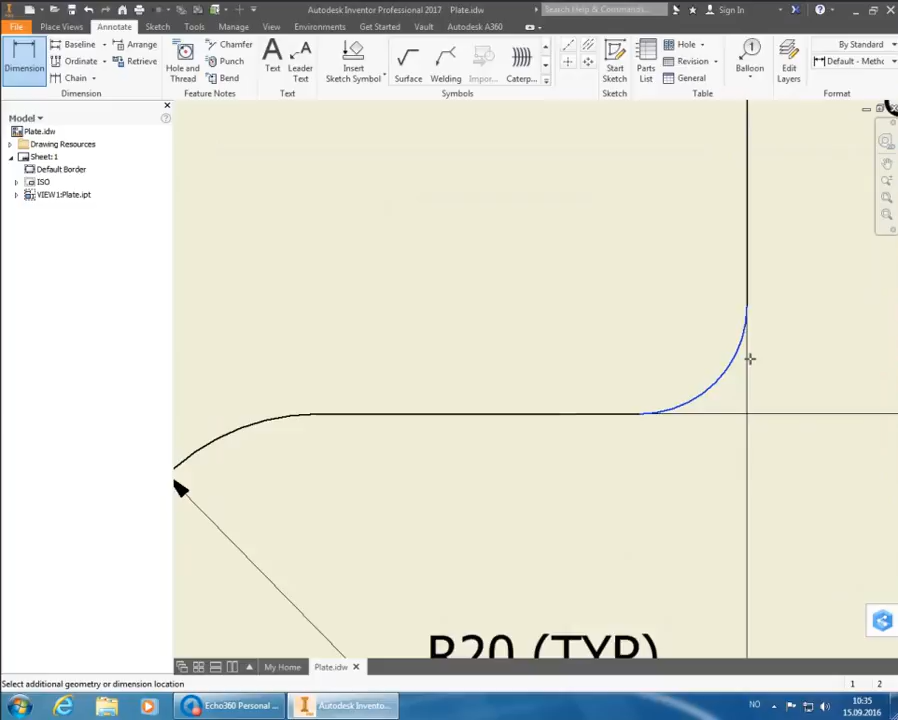 Autodesk Inventor Professional 2017 Plate.idw
Search Help & Commands...
Sign In
File Place Views Annotate Sketch Tools Manage View Environments Get Started Vault Autodesk A360
Dimension
Baseline
Ordinate
Chain
Arrange
Retrieve
Dimension
Hole and Thread
Chamfer
Punch
Bend
Feature Notes
Text
Leader Text
Text
Insert Sketch Symbol
Surface
Welding
Impor...
Caterp...
Symbols
Start Sketch
Sketch
Parts List
Hole
Revision
General
Table
Balloon
Edit Layers
By Standard
Default - Metho
Format
Model
Plate.idw
Drawing Resources
Sheet:1
Default Border
ISO
VIEW1:Plate.ipt
R20 (TYP)
My Home Plate.idw
Select additional geometry or dimension location
1 2
Echo360 Personal ...
Autodesk Invento...
NO
10:35
15.09.2016